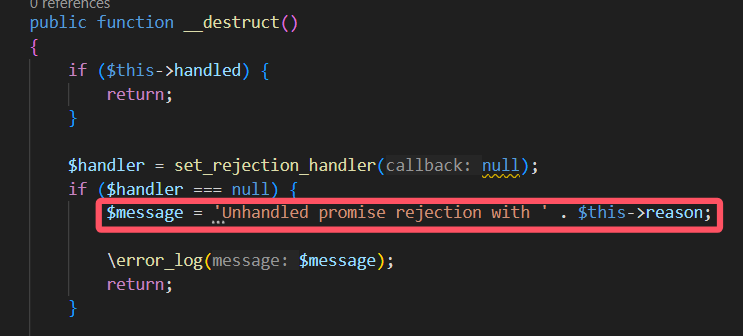 0 references
public function __destruct()
{
if ($this->handled) {
return;
}
$handler = set_rejection_handler(callback: null);
if ($handler === null) {
$message = 'Unhandled promise rejection with ' . $this->reason;
\error_log(message: $message);
return;
}